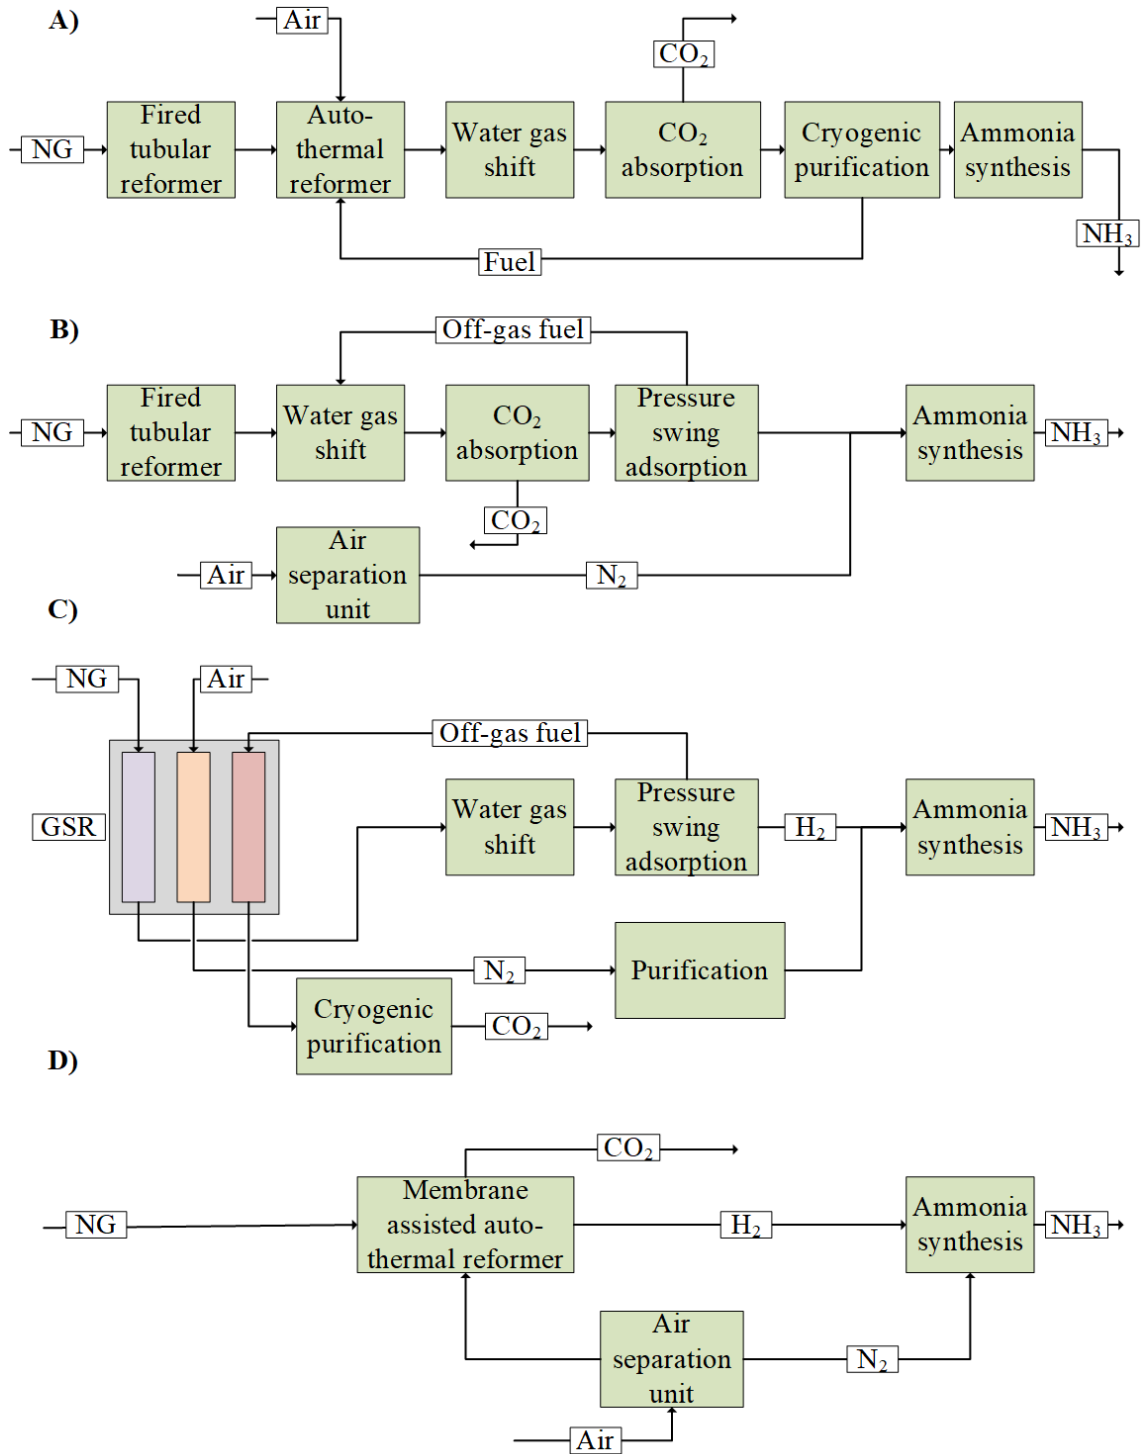 A)
Air
CO₂
NG
Fired
tubular
reformer
Auto-
thermal
reformer
Water gas
shift
CO₂
absorption
Cryogenic
purification
Ammonia
synthesis
NH₃
Fuel
B)
Off-gas fuel
NG
Fired
tubular
reformer
Water gas
shift
CO₂
absorption
Pressure
swing
adsorption
Ammonia
synthesis
NH₃
CO₂
Air
Air
separation
unit
N₂
C)
NG
Air
Off-gas fuel
GSR
Water gas
shift
Pressure
swing
adsorption
H₂
Ammonia
synthesis
NH₃
N₂
Purification
Cryogenic
purification
CO₂
D)
CO₂
NG
Membrane
assisted auto-
thermal reformer
H₂
Ammonia
synthesis
NH₃
Air
separation
unit
N₂
Air